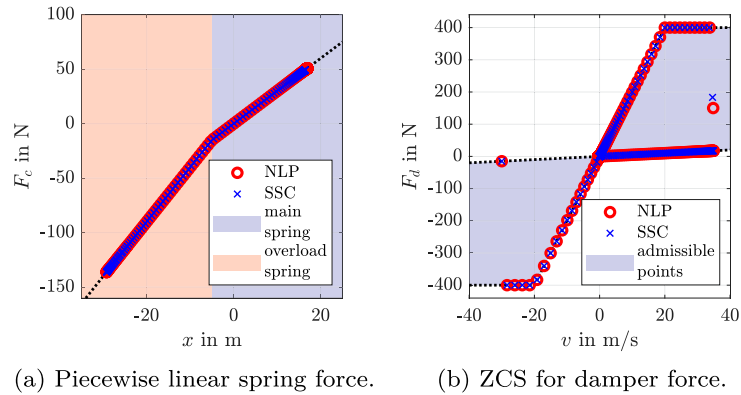 100
50
0
-50
-100
-150
F_c in N
-20
0
20
x in m
NLP
SSC
main
spring
overload
spring
400
300
200
100
0
-100
-200
-300
-400
F_d in N
-40
-20
0
20
40
v in m/s
NLP
SSC
admissible
points
(a) Piecewise linear spring force.
(b) ZCS for damper force.